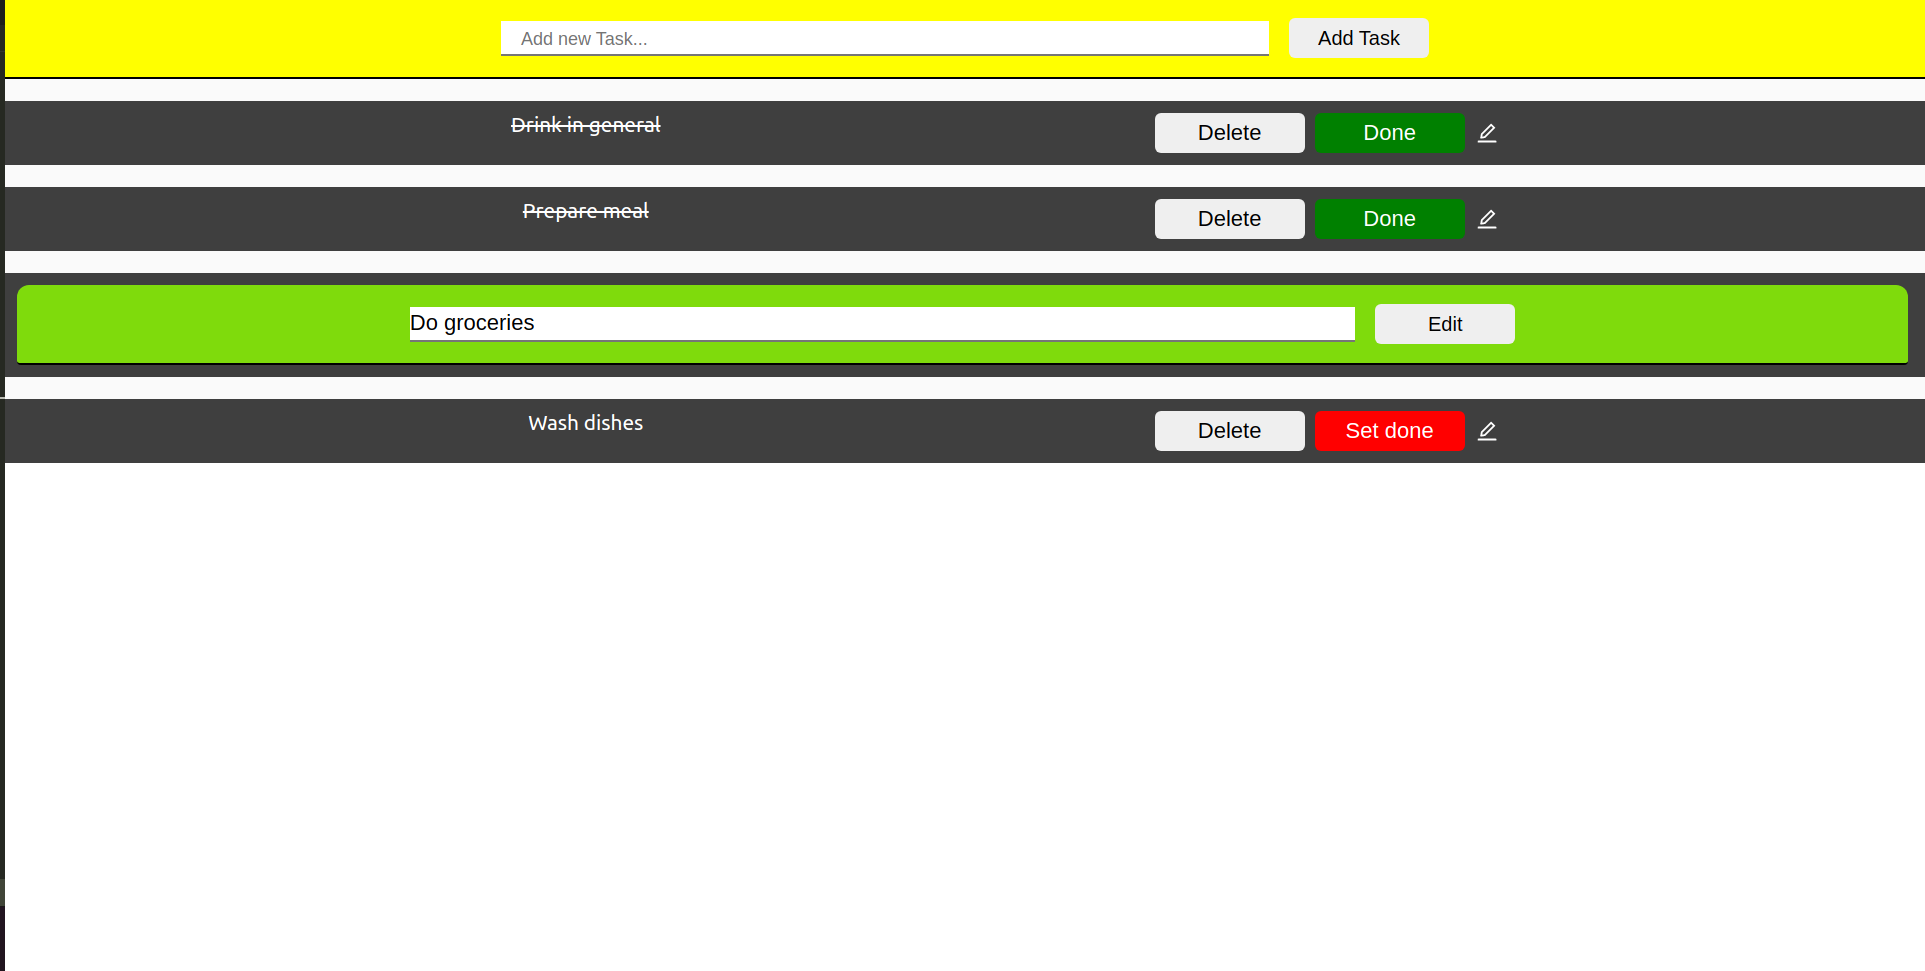 Add new Task... Add Task
Drink in general Delete Done
Prepare meal Delete Done
Do groceries Edit
Wash dishes Delete Set done